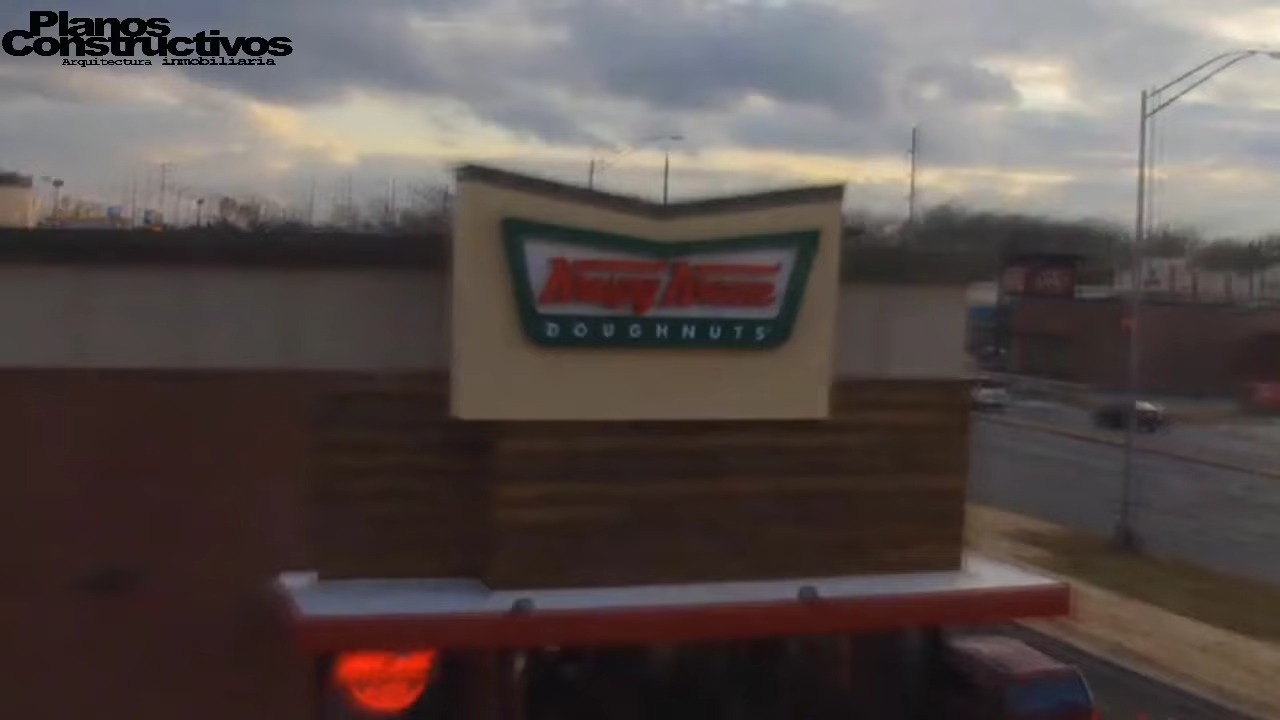 Planos
Constructivos
Arquitectura inmobiliaria
Krispy Kreme
DOUGHNUTS